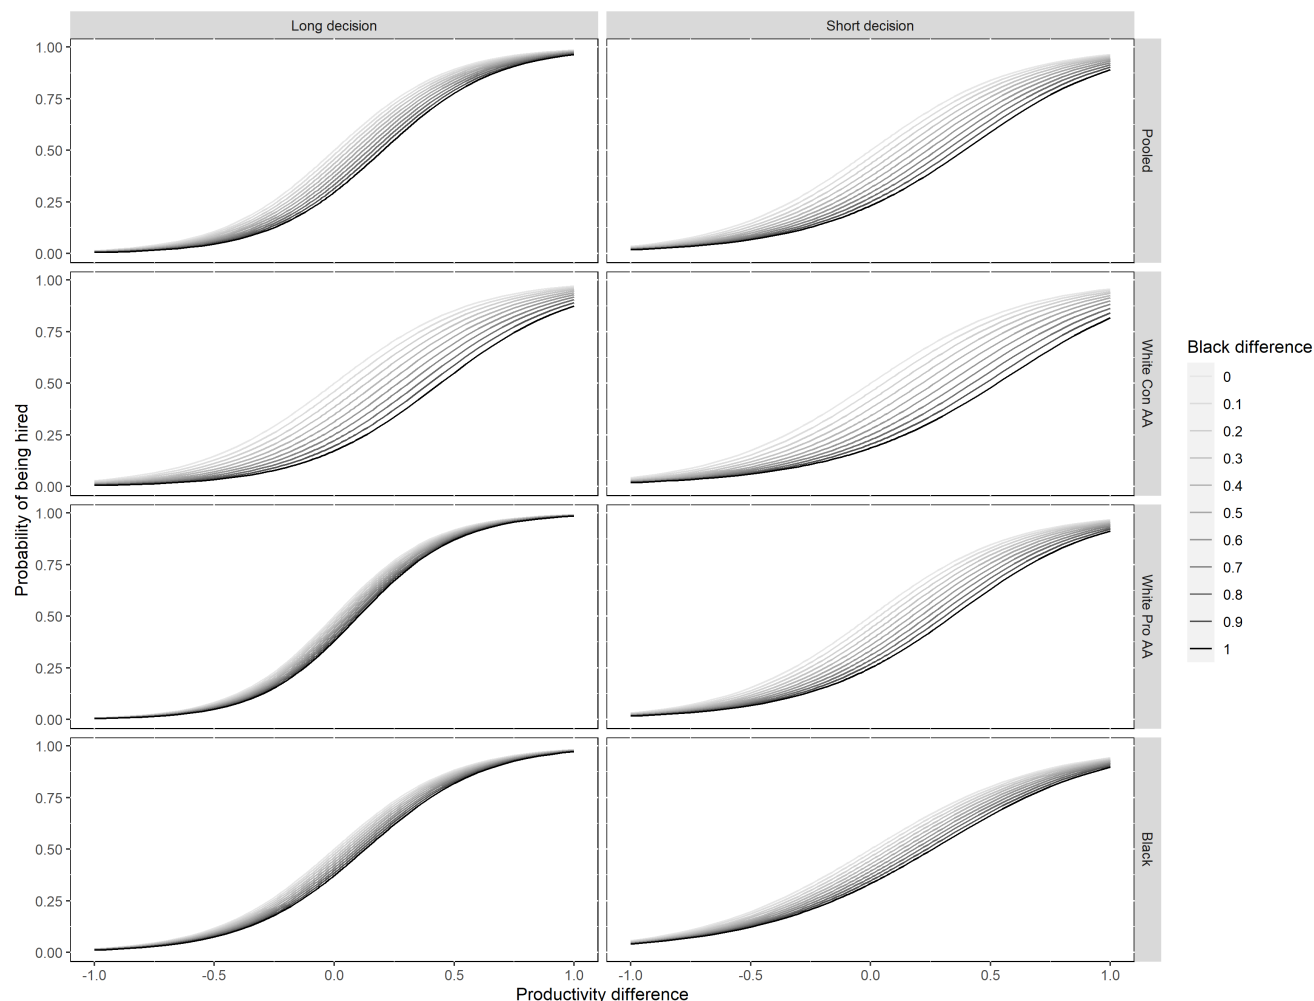 Long decision
Short decision
Probability of being hired
1.00
0.75
0.50
0.25
0.00
Pooled
1.00
0.75
0.50
0.25
0.00
White Con AA
1.00
0.75
0.50
0.25
0.00
White Pro AA
1.00
0.75
0.50
0.25
0.00
Black
-1.0 -0.5 0.0 0.5 1.0
-1.0 -0.5 0.0 0.5 1.0
Productivity difference
Black difference
0
0.1
0.2
0.3
0.4
0.5
0.6
0.7
0.8
0.9
1